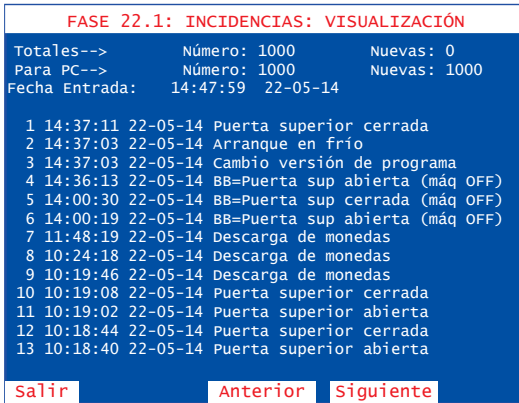 FASE 22.1: INCIDENCIAS: VISUALIZACIÓN
Totales--> Número: 1000 Nuevas: 0
Para PC--> Número: 1000 Nuevas: 1000
Fecha Entrada: 14:47:59 22-05-14
1 14:37:11 22-05-14 Puerta superior cerrada
2 14:37:03 22-05-14 Arranque en frío
3 14:37:03 22-05-14 Cambio versión de programa
4 14:36:13 22-05-14 BB=Puerta sup abierta (máq OFF)
5 14:00:30 22-05-14 BB=Puerta sup cerrada (máq OFF)
6 14:00:19 22-05-14 BB=Puerta sup abierta (máq OFF)
7 11:48:19 22-05-14 Descarga de monedas
8 10:24:18 22-05-14 Descarga de monedas
9 10:19:46 22-05-14 Descarga de monedas
10 10:19:08 22-05-14 Puerta superior cerrada
11 10:19:02 22-05-14 Puerta superior abierta
12 10:18:44 22-05-14 Puerta superior cerrada
13 10:18:40 22-05-14 Puerta superior abierta
Salir Anterior Siguiente